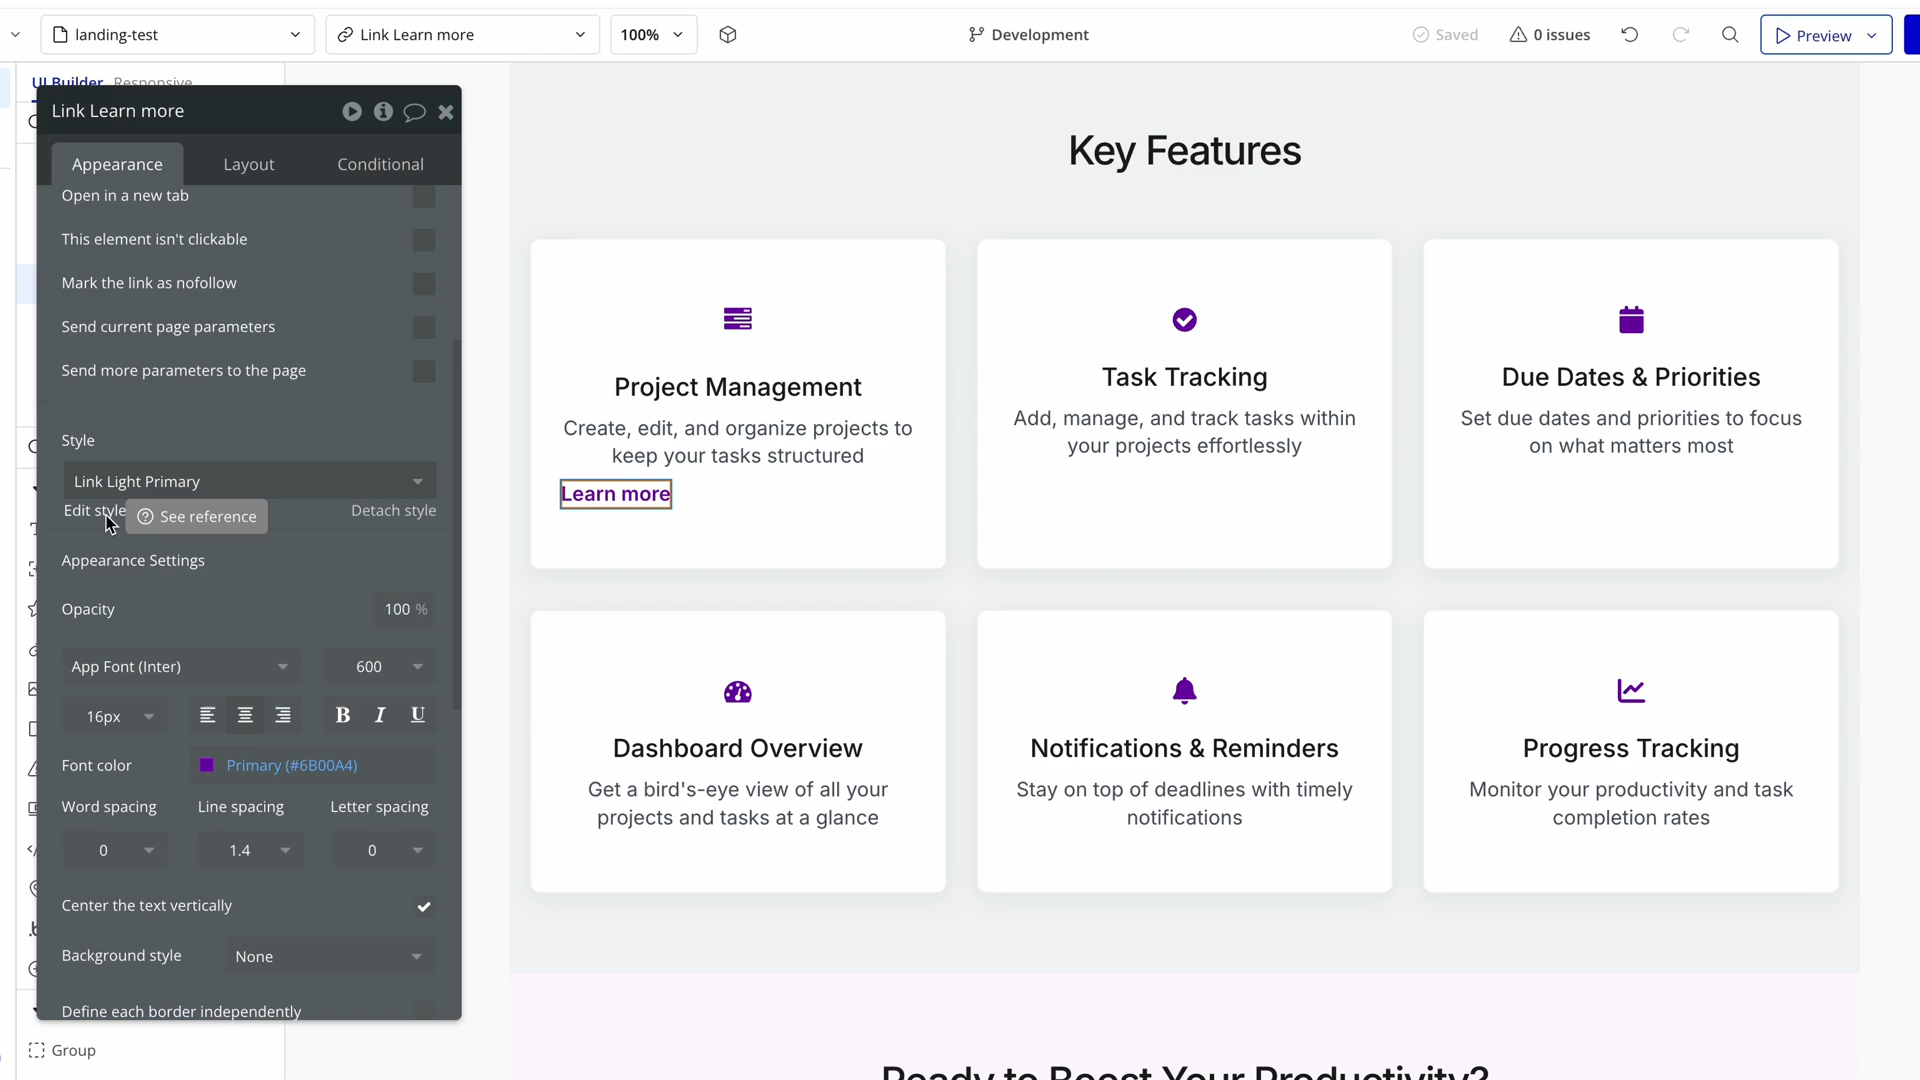 landing-test
Link Learn more
100%
Development
Saved
0 issues
Preview
UI Builder
Responsive
Link Learn more
Appearance
Layout
Conditional
Open in a new tab
This element isn't clickable
Mark the link as nofollow
Send current page parameters
Send more parameters to the page
Style
Link Light Primary
Edit style
See reference
Detach style
Appearance Settings
Opacity
100 %
App Font (Inter)
600
16px
B I U
Font color
Primary (#6B00A4)
Word spacing
Line spacing
Letter spacing
0
1.4
0
Center the text vertically
Background style
None
Define each border independently
Group
Key Features
Project Management
Create, edit, and organize projects to
keep your tasks structured
Learn more
Task Tracking
Add, manage, and track tasks within
your projects effortlessly
Due Dates & Priorities
Set due dates and priorities to focus
on what matters most
Dashboard Overview
Get a bird's-eye view of all your
projects and tasks at a glance
Notifications & Reminders
Stay on top of deadlines with timely
notifications
Progress Tracking
Monitor your productivity and task
completion rates
Ready to Boost Your Productivity?